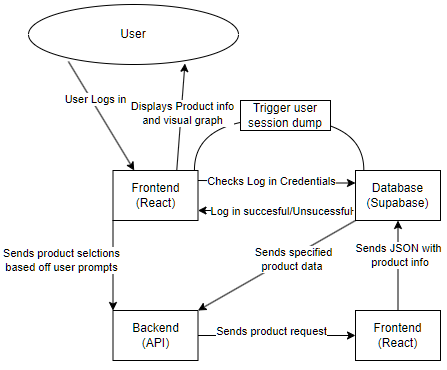 User
User Logs in
Displays Product info
and visual graph
Trigger user
session dump
Frontend
(React)
Checks Log in Credentials
Database
(Supabase)
Log in succesful/Unsucessful
Sends product selctions
based off user prompts
Sends specified
product data
Sends JSON with
product info
Backend
(API)
Sends product request
Frontend
(React)